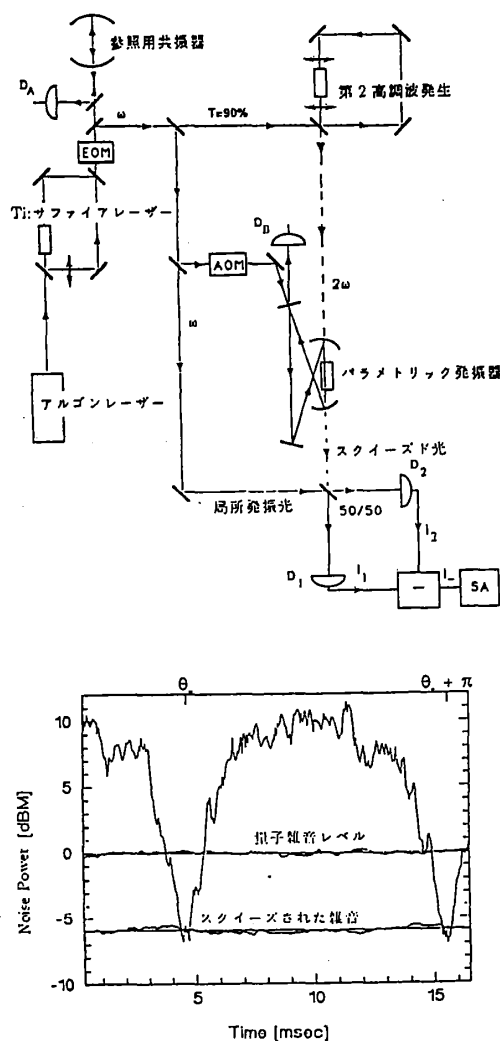 参照用共振器
D_A
ω
T=90%
第2高調波発生
EOM
Ti:サファイアレーザー
D_B
AOM
ω
2ω
パラメトリック発振器
アルゴンレーザー
スクイーズド光
D_2
局所発振光
50/50
I_2
D_1
I_1
−
I_-
SA
θ_°
θ_° + π
10
5
0
-5
-10
Noise Power [dBM]
量子雑音レベル
スクイーズされた雑音
5
10
15
Time [msec]